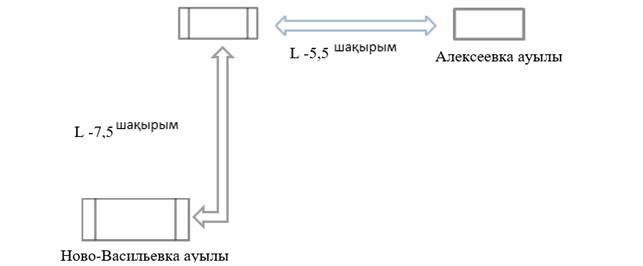 L -5,5 шақырым
Алексеевка ауылы
L -7,5 шақырым
Ново-Васильевка ауылы